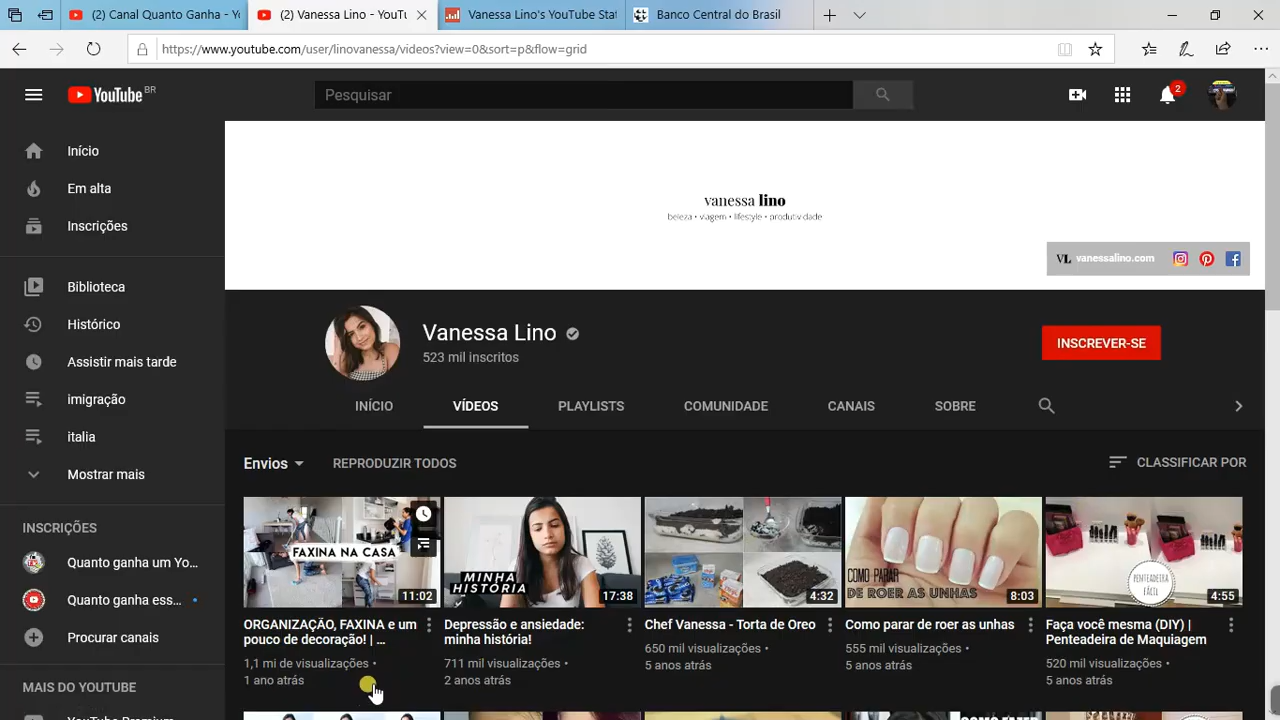 (2) Canal Quanto Ganha - Yo
(2) Vanessa Lino - YouTu
Vanessa Lino's YouTube Stat
Banco Central do Brasil
https://www.youtube.com/user/linovanessa/videos?view=0&sort=p&flow=grid
YouTube BR
Pesquisar
2
Início
Em alta
Inscrições
Biblioteca
Histórico
Assistir mais tarde
imigração
italia
Mostrar mais
INSCRIÇÕES
Quanto ganha um Yo...
Quanto ganha ess...
Procurar canais
MAIS DO YOUTUBE
YouTube Premium
vanessa lino
beleza • viagem • lifestyle • produtividade
VL vanessalino.com
Vanessa Lino
523 mil inscritos
INSCREVER-SE
INÍCIO
VÍDEOS
PLAYLISTS
COMUNIDADE
CANAIS
SOBRE
Envios
REPRODUZIR TODOS
CLASSIFICAR POR
FAXINA NA CASA
11:02
ORGANIZAÇÃO, FAXINA e um
pouco de decoração! | ...
1,1 mi de visualizações •
1 ano atrás
MINHA
HISTÓRIA
17:38
Depressão e ansiedade:
minha história!
711 mil visualizações •
2 anos atrás
4:32
Chef Vanessa - Torta de Oreo
650 mil visualizações •
5 anos atrás
COMO PARAR
DE ROER AS UNHAS
8:03
Como parar de roer as unhas
555 mil visualizações •
5 anos atrás
PENTEADEIRA
FÁCIL
4:55
Faça você mesma (DIY) |
Penteadeira de Maquiagem
520 mil visualizações •
5 anos atrás